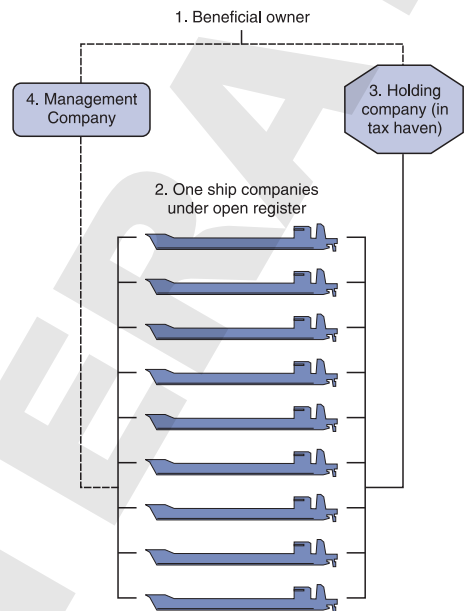 1. Beneficial owner
4. Management
Company
3. Holding
company (in
tax haven)
2. One ship companies
under open register